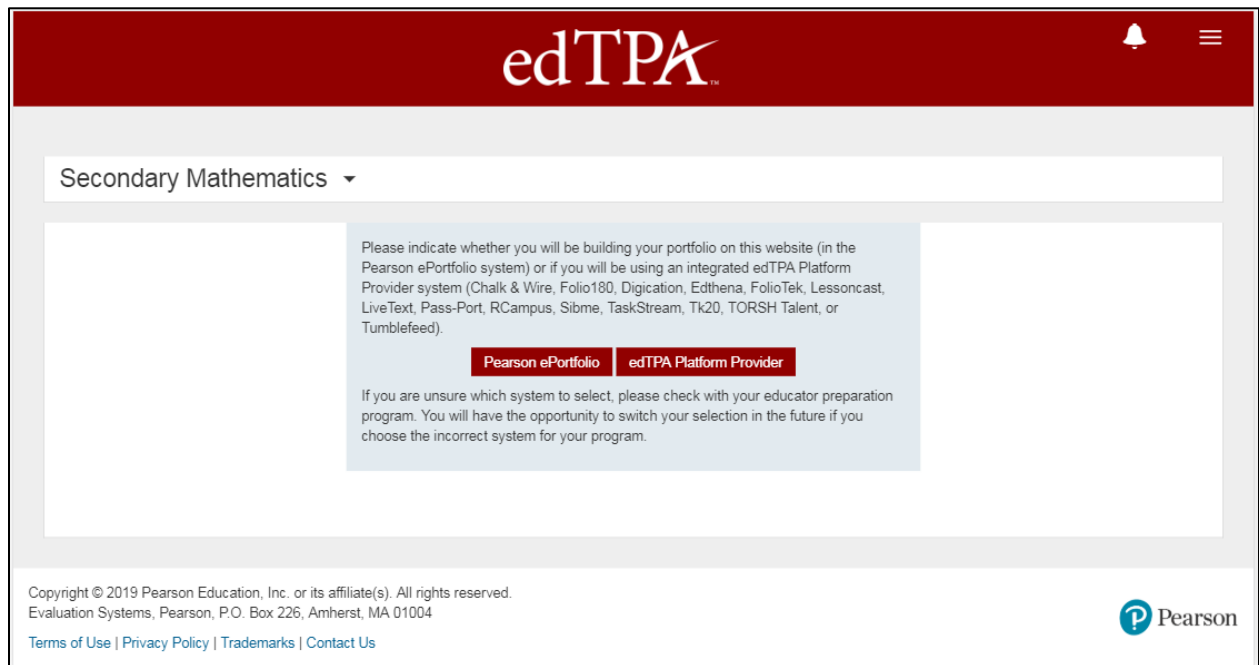 edTPA™
Secondary Mathematics
Please indicate whether you will be building your portfolio on this website (in the
Pearson ePortfolio system) or if you will be using an integrated edTPA Platform
Provider system (Chalk & Wire, Folio180, Digication, Edthena, FolioTek, Lessoncast,
LiveText, Pass-Port, RCampus, Sibme, TaskStream, Tk20, TORSH Talent, or
Tumblefeed).
Pearson ePortfolio edTPA Platform Provider
If you are unsure which system to select, please check with your educator preparation
program. You will have the opportunity to switch your selection in the future if you
choose the incorrect system for your program.
Copyright © 2019 Pearson Education, Inc. or its affiliate(s). All rights reserved.
Evaluation Systems, Pearson, P.O. Box 226, Amherst, MA 01004
Terms of Use | Privacy Policy | Trademarks | Contact Us
P Pearson